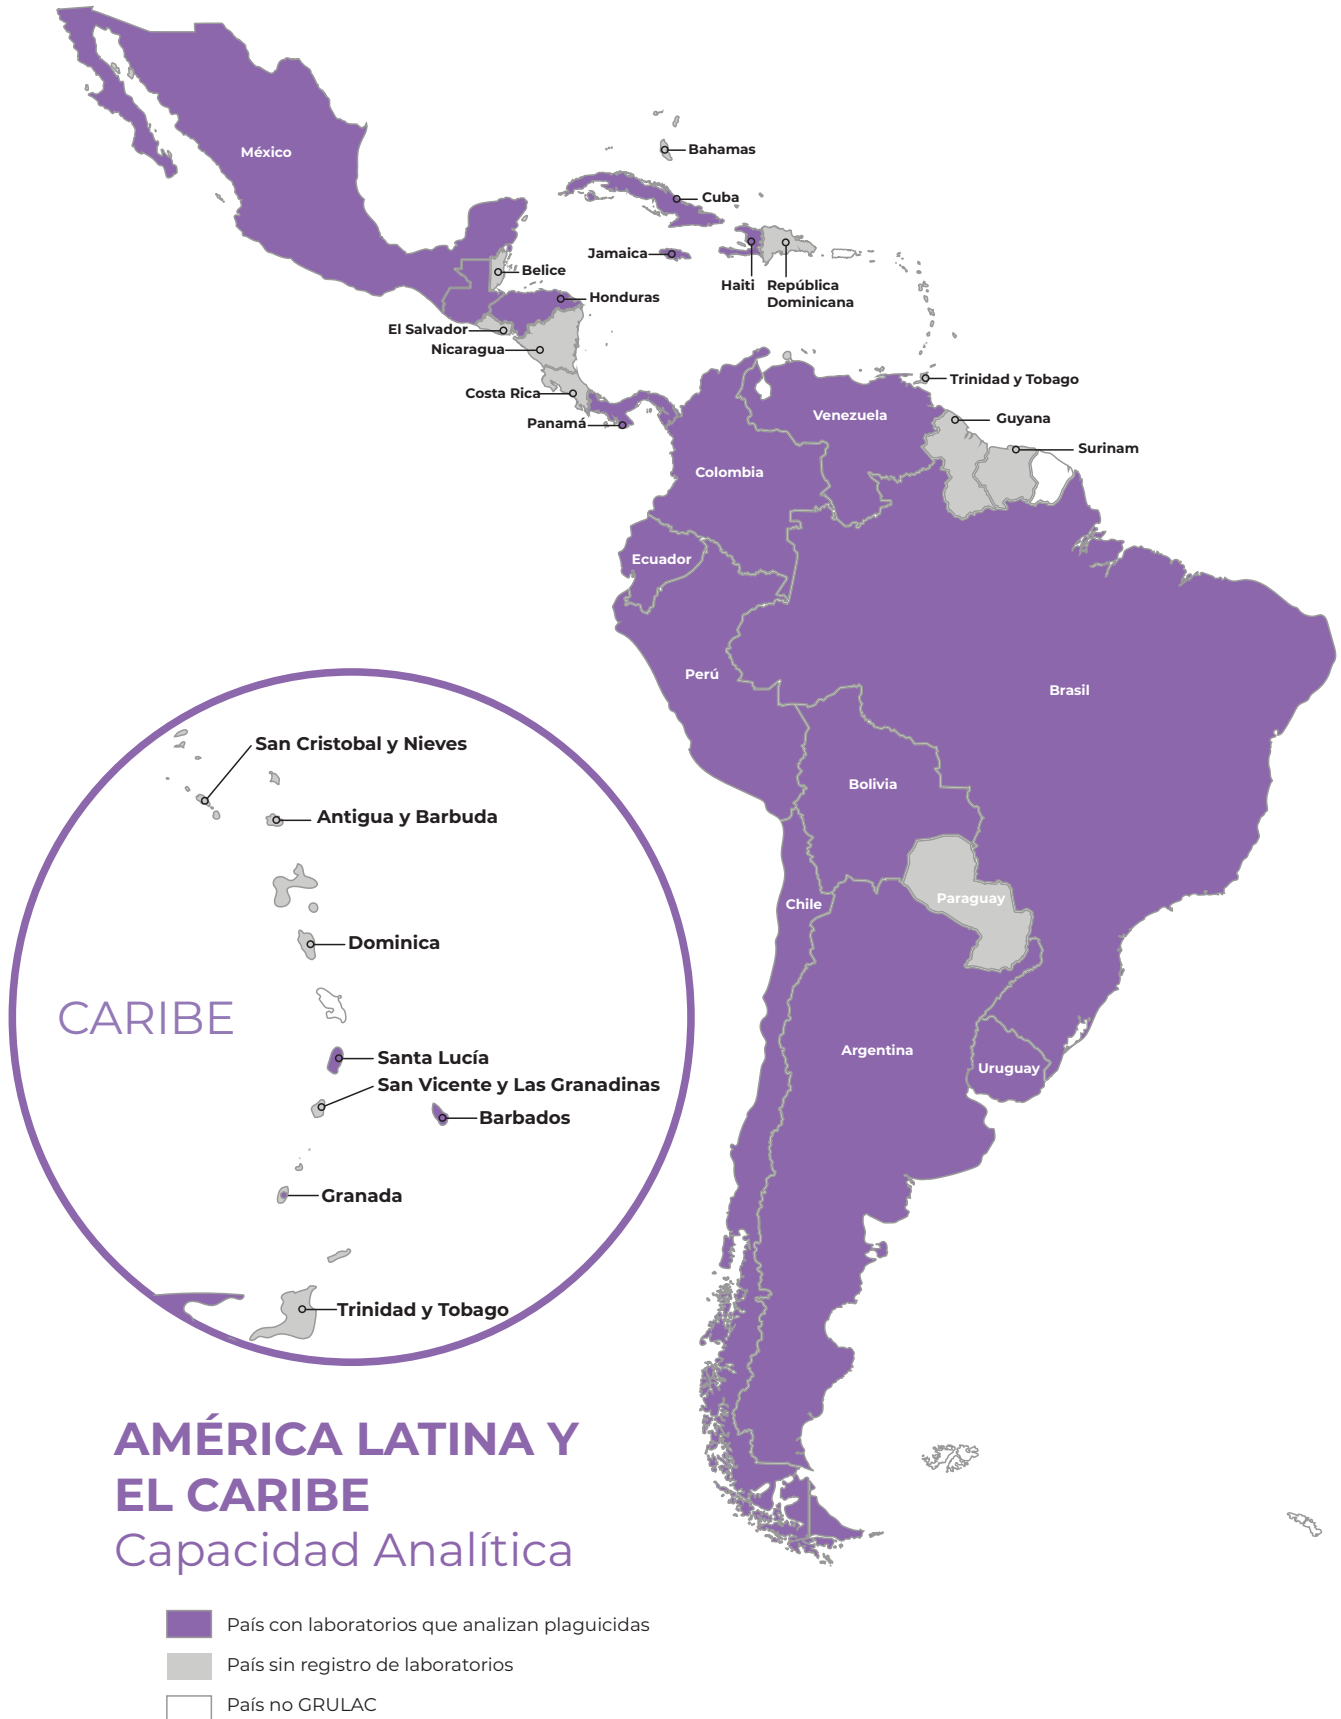 México
Bahamas
Cuba
Jamaica
Haiti
República
Dominicana
Belice
Honduras
El Salvador
Nicaragua
Costa Rica
Panamá
Trinidad y Tobago
Guyana
Surinam
Venezuela
Colombia
Ecuador
Perú
Brasil
Bolivia
Paraguay
Chile
Argentina
Uruguay
San Cristobal y Nieves
Antigua y Barbuda
Dominica
CARIBE
Santa Lucía
San Vicente y Las Granadinas
Barbados
Granada
Trinidad y Tobago
AMÉRICA LATINA Y
EL CARIBE
Capacidad Analítica
País con laboratorios que analizan plaguicidas
País sin registro de laboratorios
País no GRULAC